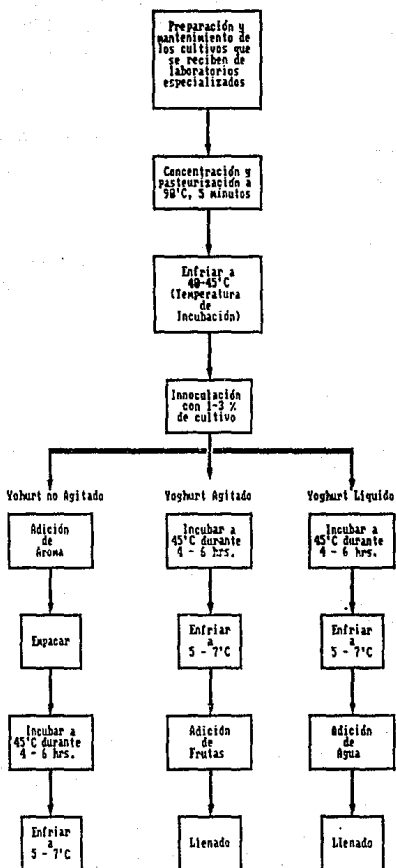 Preparación y
mantenimiento de
los cultivos que
se reciben de
laboratorios
especializados
Concentración y
pasteurización a
90°C, 5 minutos
Enfriar a
40-45°C
(Temperatura
de
Incubación)
Innoculación
con 1-3 %
de cultivo
Yohurt no Agitado
Adición
de
Aroma
Empacar
Incubar a
45°C durante
4 - 6 hrs.
Enfriar
a
5 - 7°C
Yoghurt Agitado
Incubar a
45°C durante
4 - 6 hrs.
Enfriar
a
5 - 7°C
Adición
de
Frutas
Llenado
Yoghurt Líquido
Incubar a
45°C durante
4 - 6 hrs.
Enfriar
a
5 - 7°C
Adición
de
Agua
Llenado